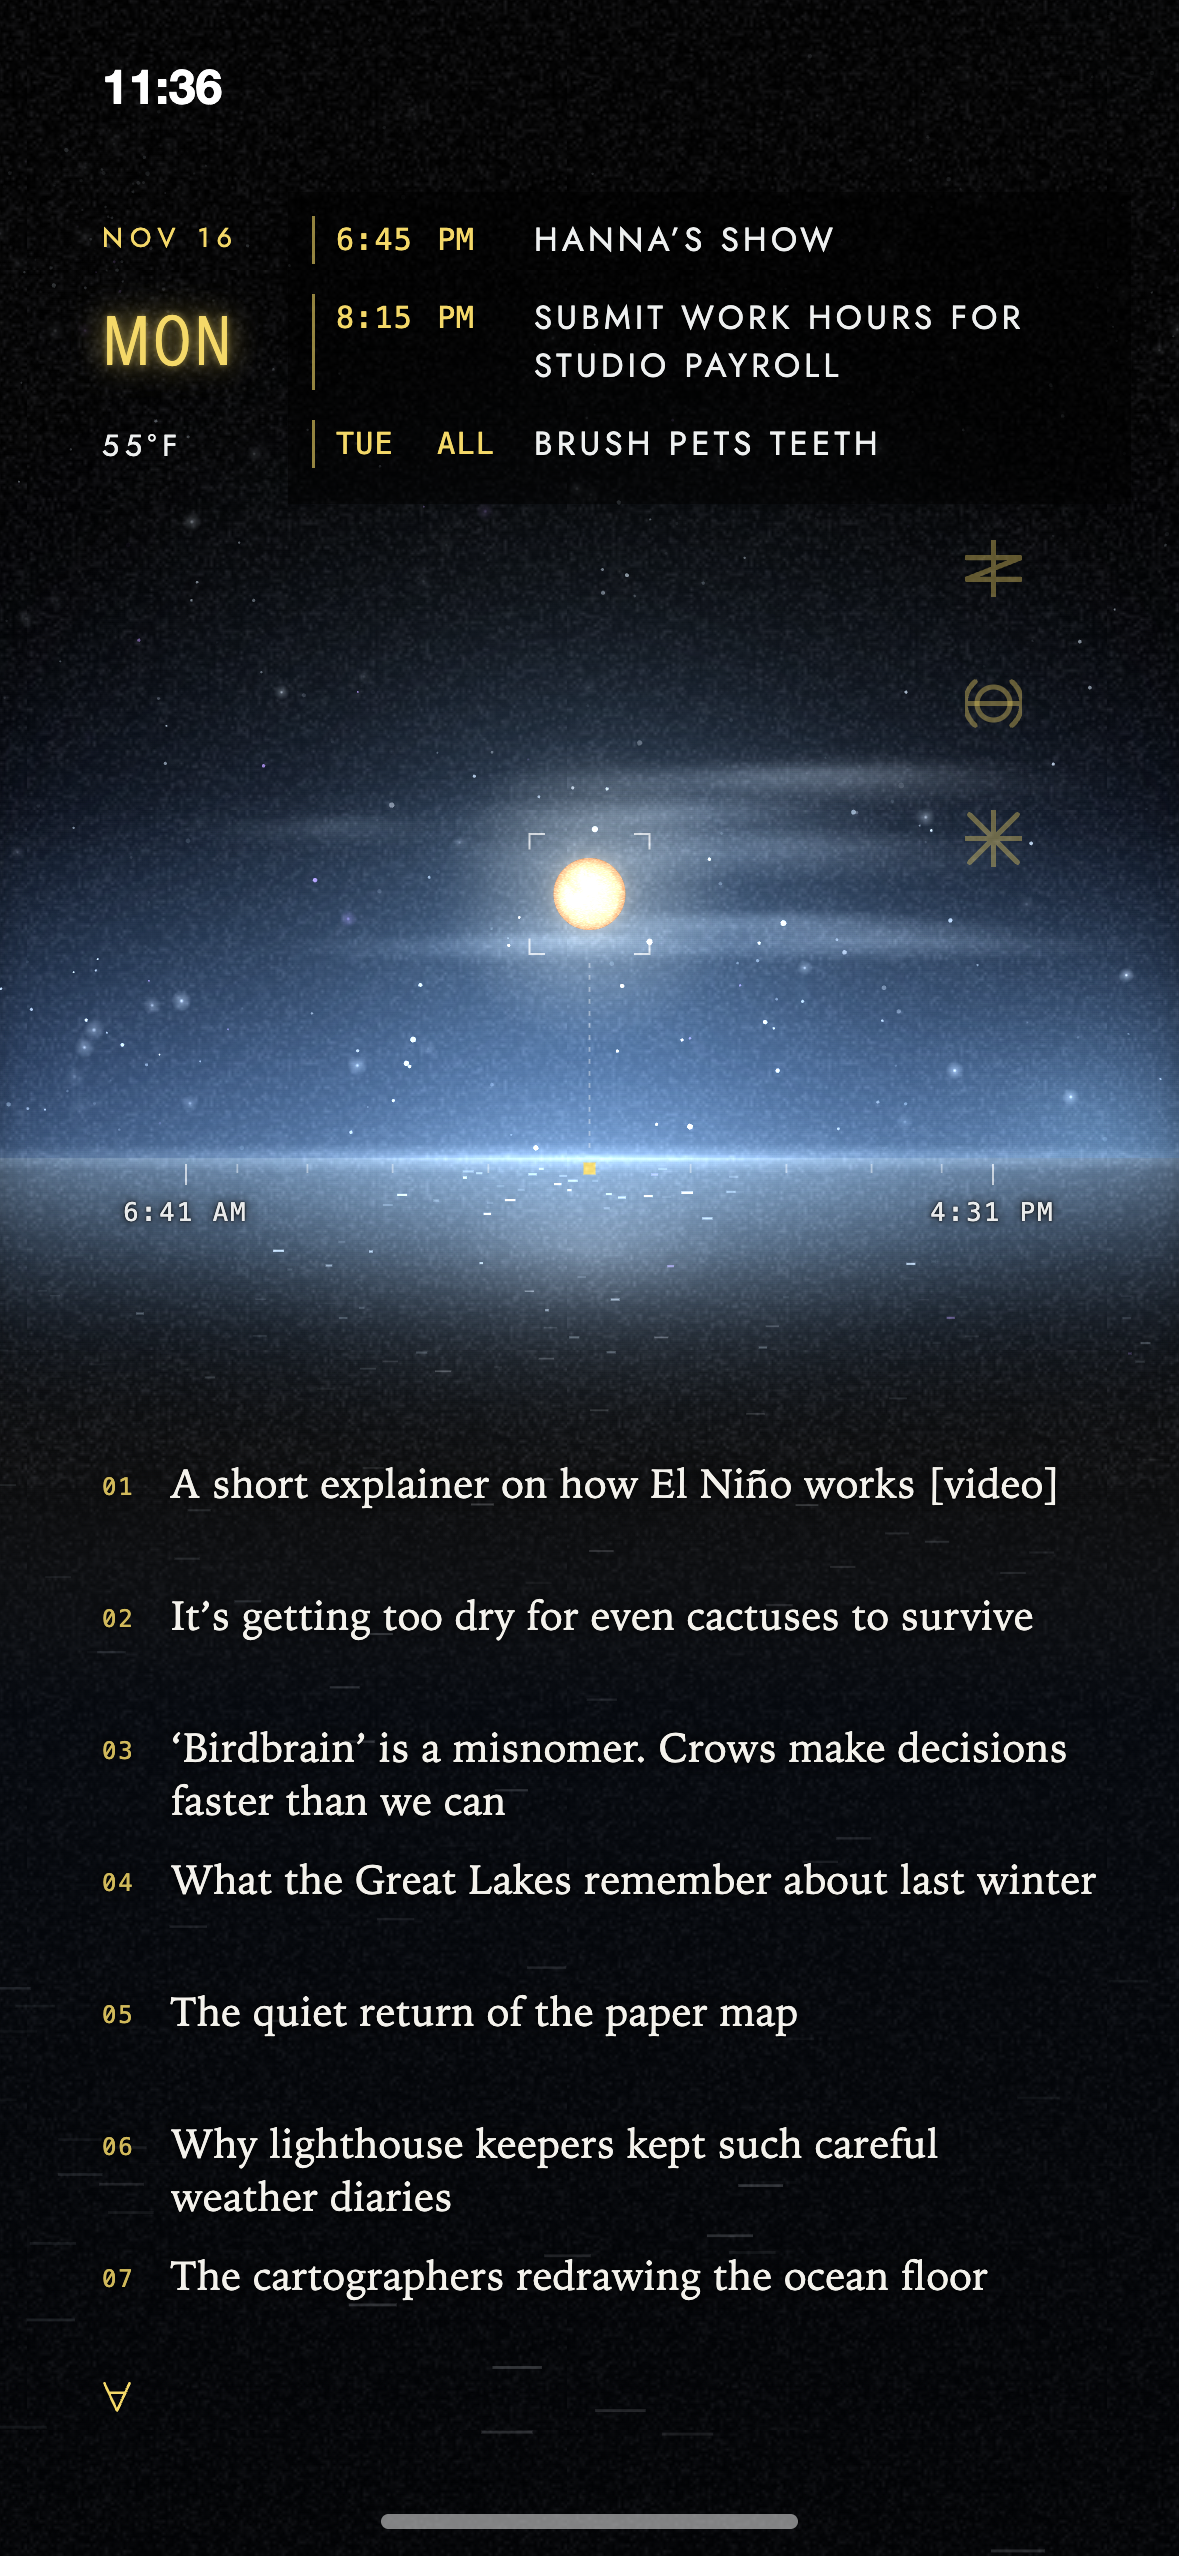 11:36
NOV 16
MON
55°F
6:45 PM HANNA’S SHOW
8:15 PM SUBMIT WORK HOURS FOR
STUDIO PAYROLL
TUE ALL BRUSH PETS TEETH
6:41 AM
4:31 PM
01 A short explainer on how El Niño works [video]
02 It’s getting too dry for even cactuses to survive
03 ‘Birdbrain’ is a misnomer. Crows make decisions
faster than we can
04 What the Great Lakes remember about last winter
05 The quiet return of the paper map
06 Why lighthouse keepers kept such careful
weather diaries
07 The cartographers redrawing the ocean floor
∀